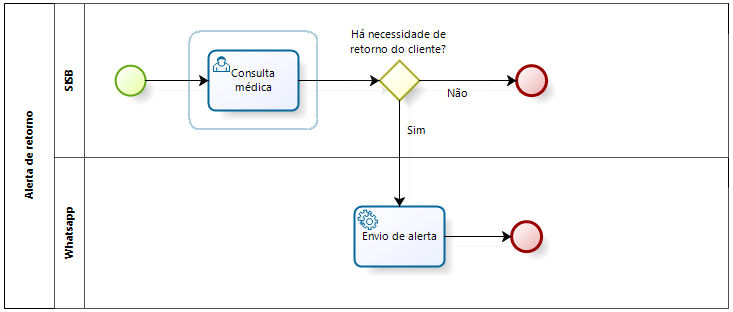 Alerta de retorno
SISB
Há necessidade de
retorno do cliente?
Consulta
médica
Não
Sim
Whatsapp
Envio de alerta